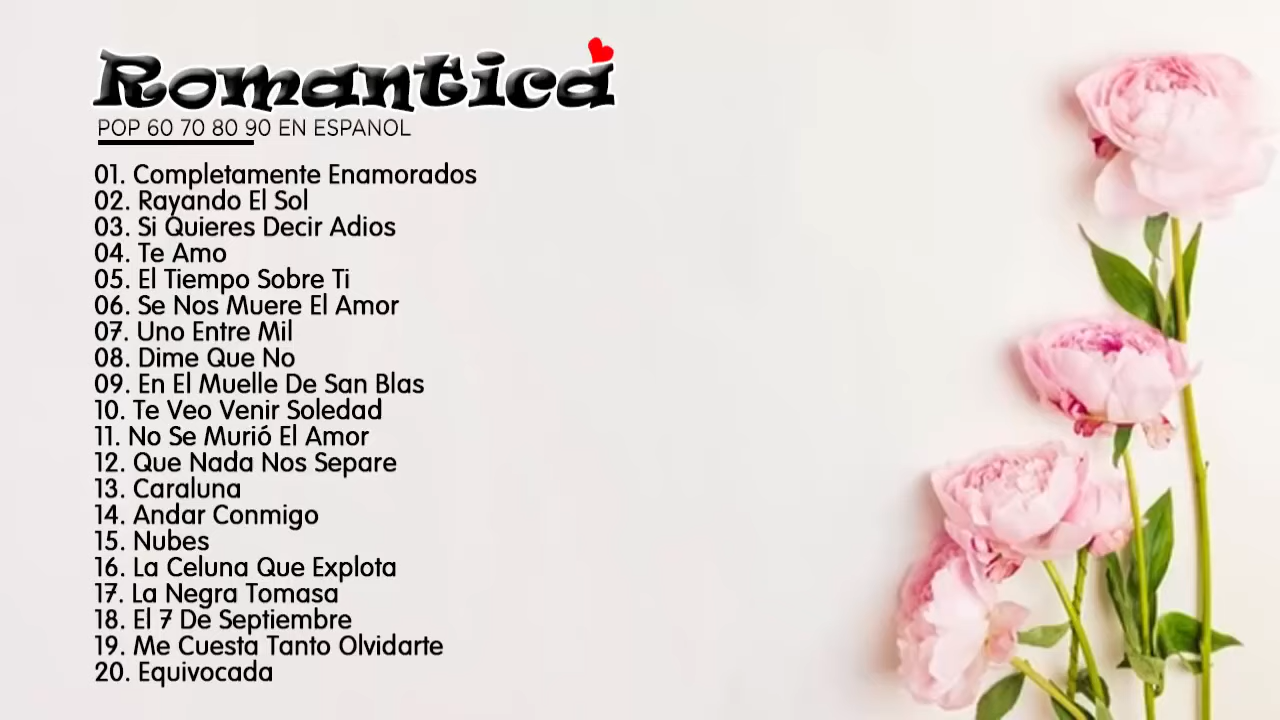 Romantica
POP 60 70 80 90 EN ESPANOL
01. Completamente Enamorados
02. Rayando El Sol
03. Si Quieres Decir Adios
04. Te Amo
05. El Tiempo Sobre Ti
06. Se Nos Muere El Amor
07. Uno Entre Mil
08. Dime Que No
09. En El Muelle De San Blas
10. Te Veo Venir Soledad
11. No Se Murió El Amor
12. Que Nada Nos Separe
13. Caraluna
14. Andar Conmigo
15. Nubes
16. La Celuna Que Explota
17. La Negra Tomasa
18. El 7 De Septiembre
19. Me Cuesta Tanto Olvidarte
20. Equivocada